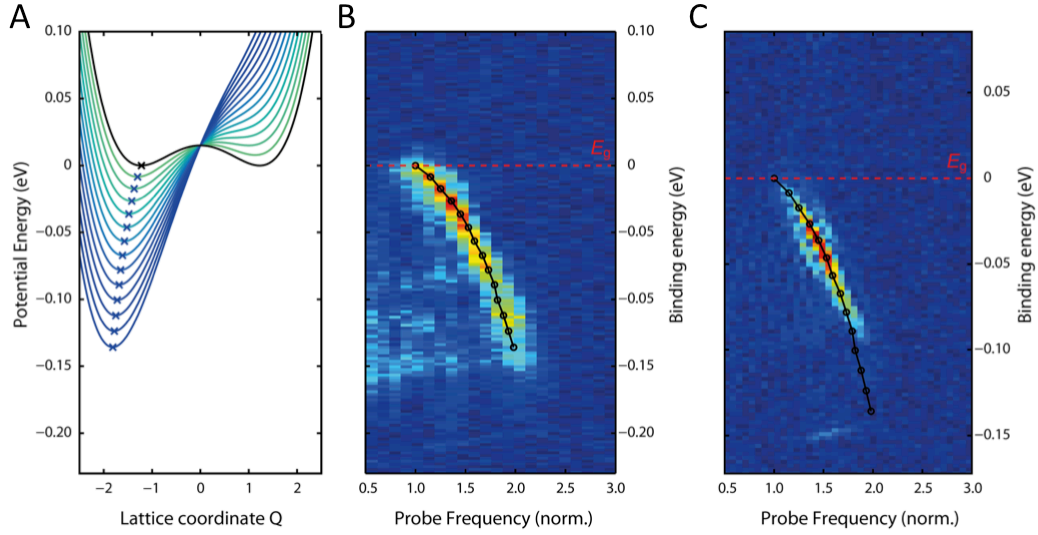 A
0.10
0.05
0
−0.05
−0.10
−0.15
−0.20
Potential Energy (eV)
−2 −1 0 1 2
Lattice coordinate Q
B
Eg
0.10
0.05
0
−0.05
−0.05
−0.15
−0.20
Binding energy (eV)
0.5 1.0 1.5 2.0 2.5 3.0
Probe Frequency (norm.)
C
Eg
0.05
0
−0.05
−0.10
−0.15
Binding energy (eV)
0.5 1.0 1.5 2.0 2.5 3.0
Probe Frequency (norm.)